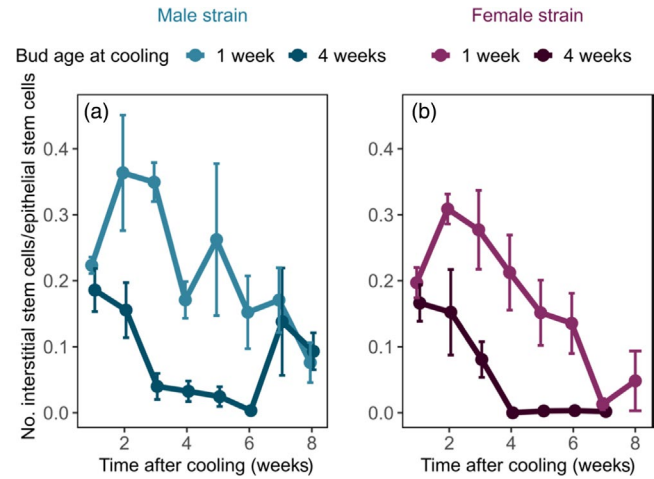 Male strain
Female strain
Bud age at cooling
1 week
4 weeks
1 week
4 weeks
No. interstitial stem cells/epithelial stem cells
(a)
(b)
0.4
0.3
0.2
0.1
0.0
0.4
0.3
0.2
0.1
0.0
2
4
6
8
2
4
6
8
Time after cooling (weeks)
Time after cooling (weeks)